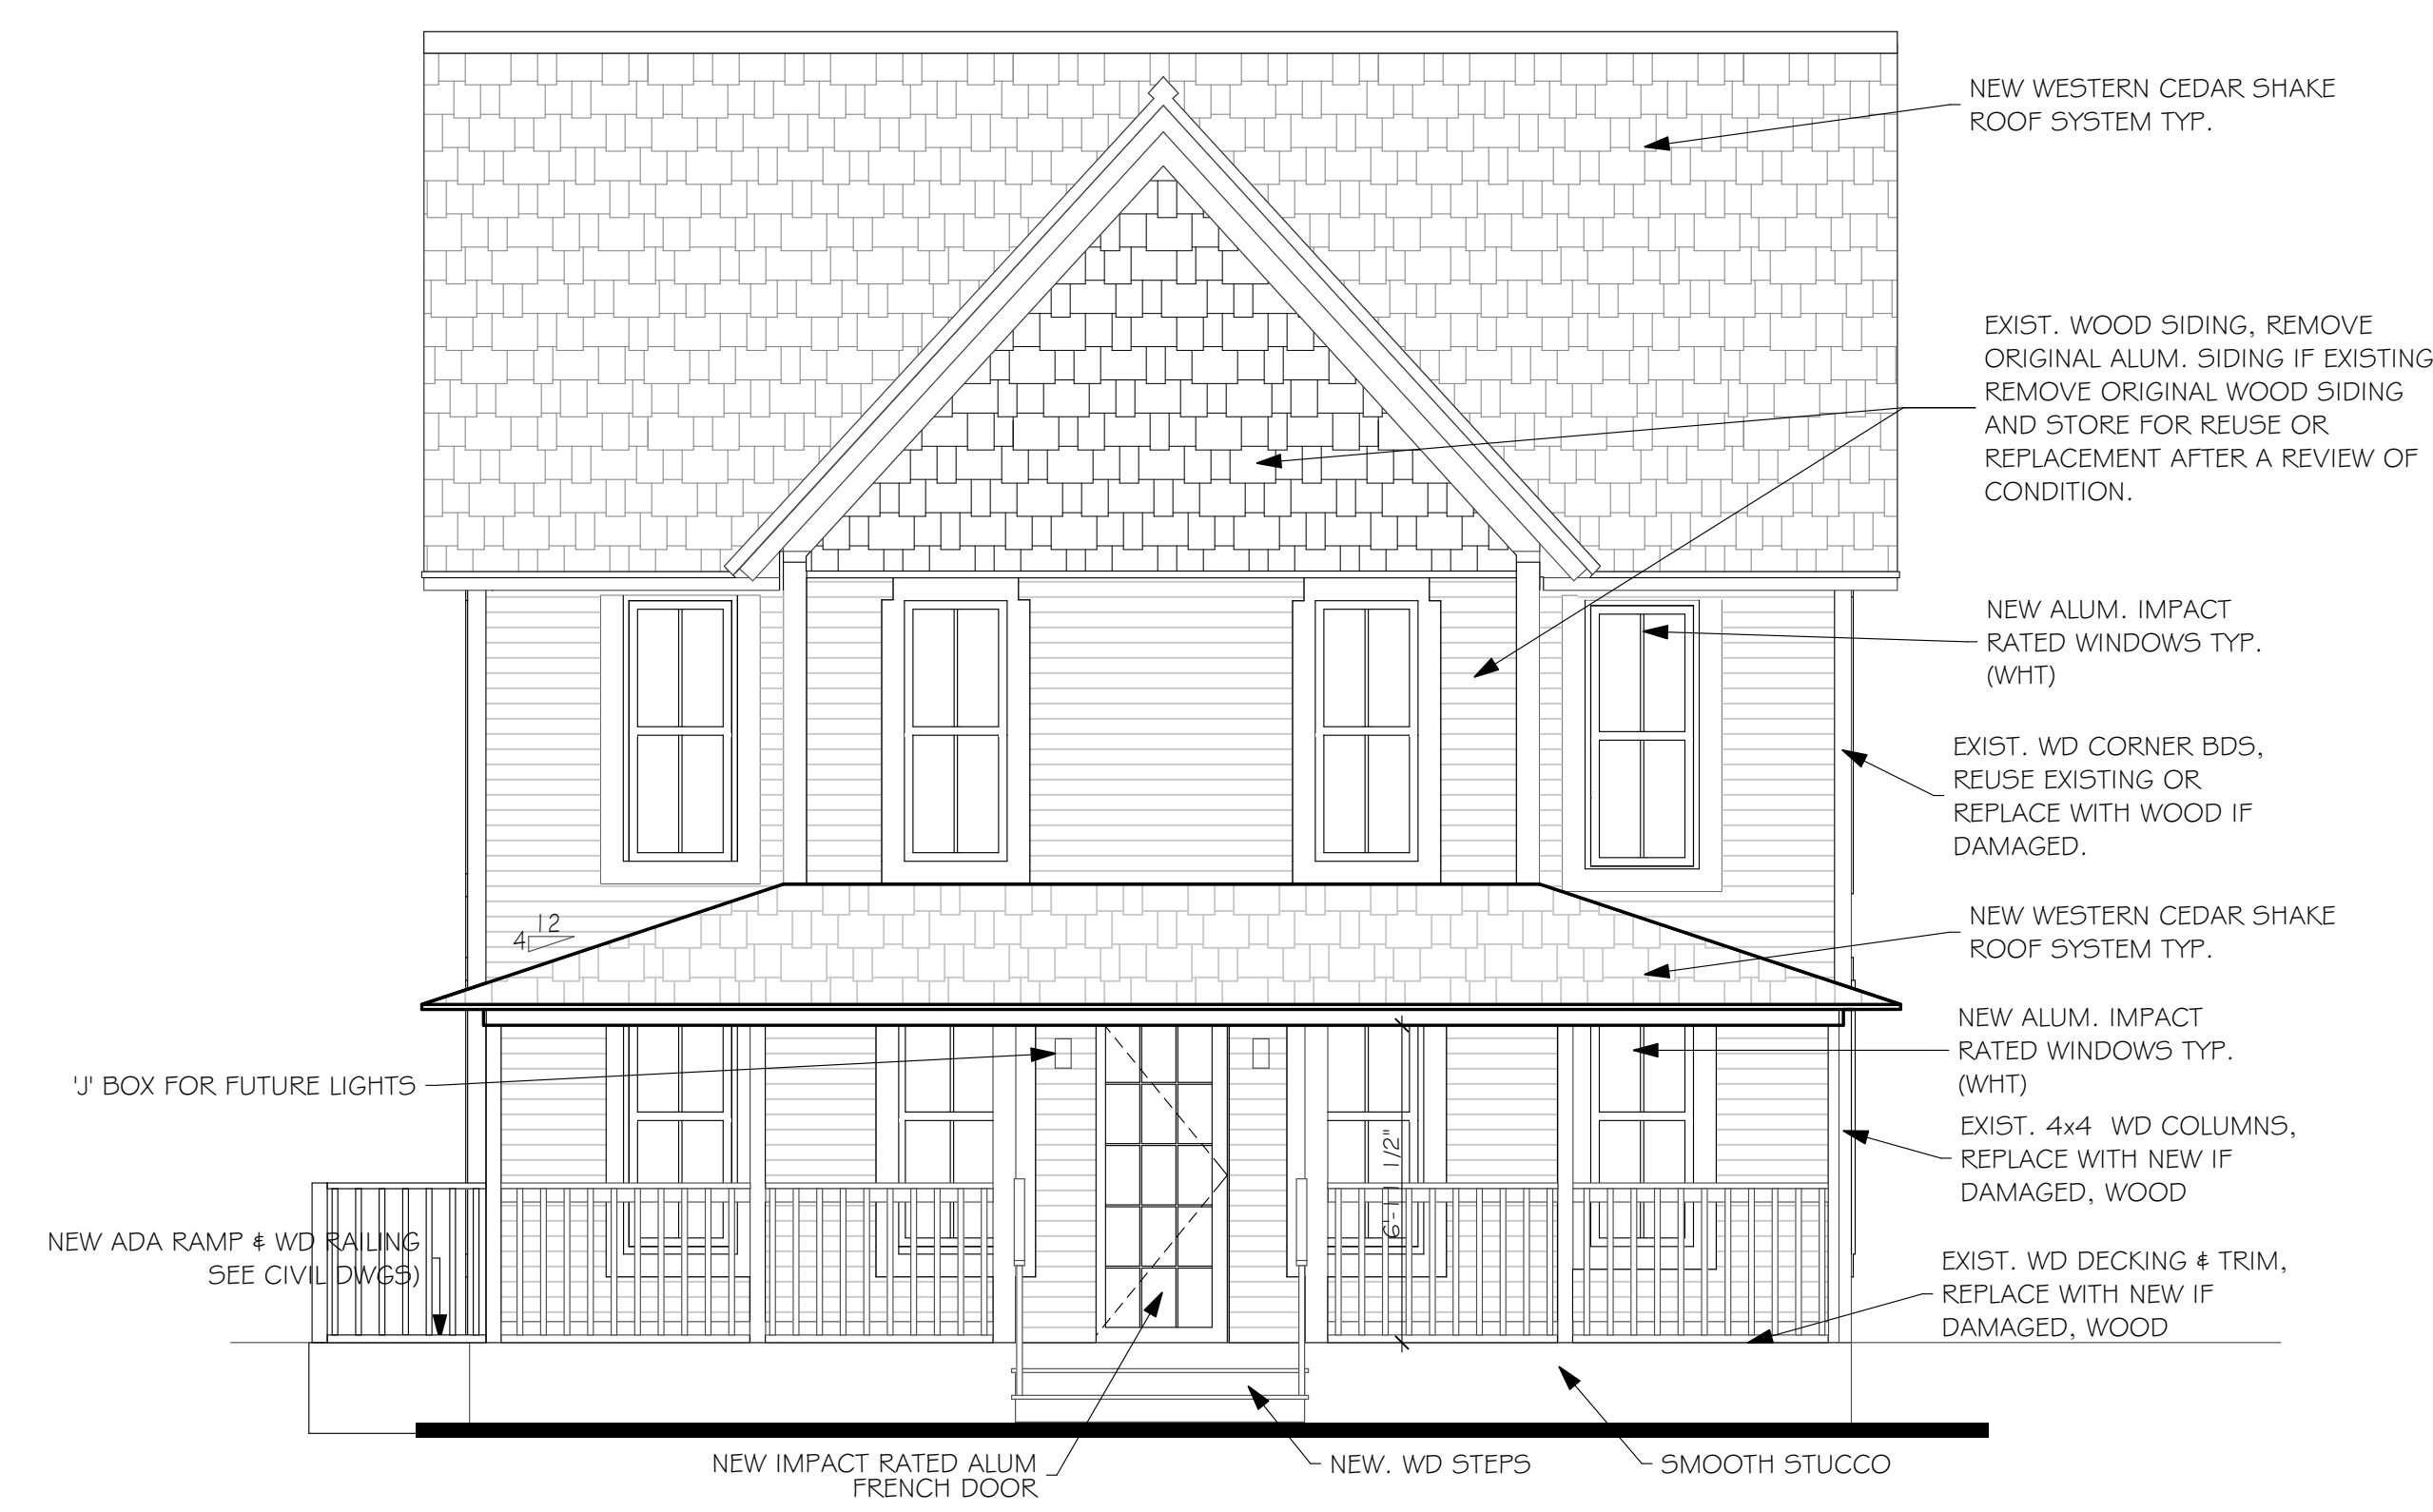 NEW WESTERN CEDAR SHAKE
ROOF SYSTEM TYP.
EXIST. WOOD SIDING, REMOVE
ORIGINAL ALUM. SIDING IF EXISTING
REMOVE ORIGINAL WOOD SIDING
AND STORE FOR REUSE OR
REPLACEMENT AFTER A REVIEW OF
CONDITION.
NEW ALUM. IMPACT
RATED WINDOWS TYP.
(WHT)
EXIST. WD CORNER BDS,
REUSE EXISTING OR
REPLACE WITH WOOD IF
DAMAGED.
12
4
NEW WESTERN CEDAR SHAKE
ROOF SYSTEM TYP.
NEW ALUM. IMPACT
RATED WINDOWS TYP.
(WHT)
'J' BOX FOR FUTURE LIGHTS
EXIST. 4x4 WD COLUMNS,
REPLACE WITH NEW IF
DAMAGED, WOOD
6'-11 1/2"
NEW ADA RAMP & WD RAILING
SEE CIVIL DWGS)
EXIST. WD DECKING & TRIM,
REPLACE WITH NEW IF
DAMAGED, WOOD
NEW IMPACT RATED ALUM
FRENCH DOOR
NEW. WD STEPS
SMOOTH STUCCO